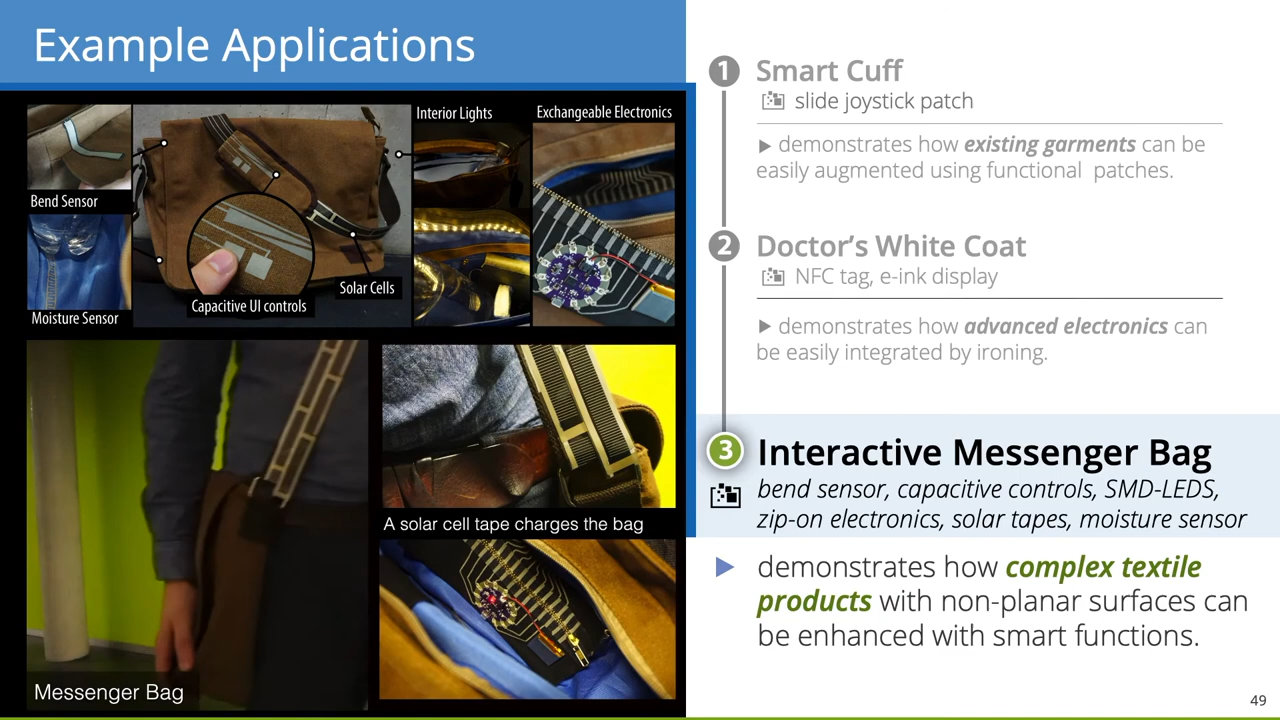 Example Applications
Bend Sensor
Moisture Sensor
Capacitive UI controls
Solar Cells
Interior Lights
Exchangeable Electronics
A solar cell tape charges the bag
Messenger Bag
1 Smart Cuff
slide joystick patch
demonstrates how existing garments can be
easily augmented using functional patches.
2 Doctor’s White Coat
NFC tag, e-ink display
demonstrates how advanced electronics can
be easily integrated by ironing.
3 Interactive Messenger Bag
bend sensor, capacitive controls, SMD-LEDS,
zip-on electronics, solar tapes, moisture sensor
demonstrates how complex textile
products with non-planar surfaces can
be enhanced with smart functions.
49